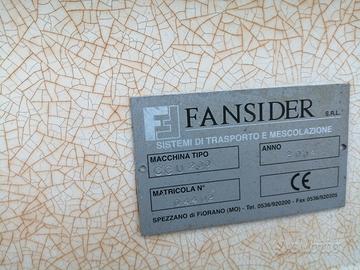 FANSIDER S.R.L.
SISTEMI DI TRASPORTO E MESCOLAZIONE
MACCHINA TIPO
ANNO
MATRICOLA N°
CE
SPEZZANO di FIORANO (MO) - Tel. 0536/920200 - Fax 0536/920305